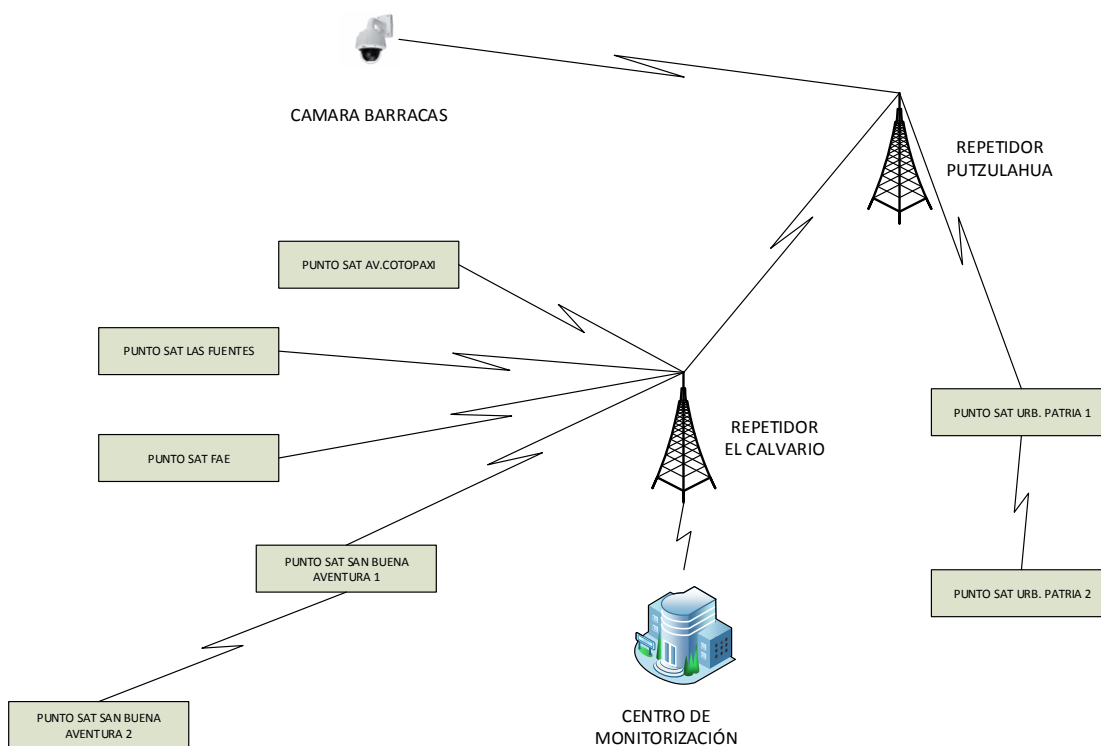 CAMARA BARRACAS
REPETIDOR
PUTZULAHUA
PUNTO SAT AV.COTOPAXI
PUNTO SAT LAS FUENTES
PUNTO SAT FAE
REPETIDOR
EL CALVARIO
PUNTO SAT URB. PATRIA 1
PUNTO SAT SAN BUENA
AVENTURA 1
PUNTO SAT URB. PATRIA 2
PUNTO SAT SAN BUENA
AVENTURA 2
CENTRO DE
MONITORIZACIÓN